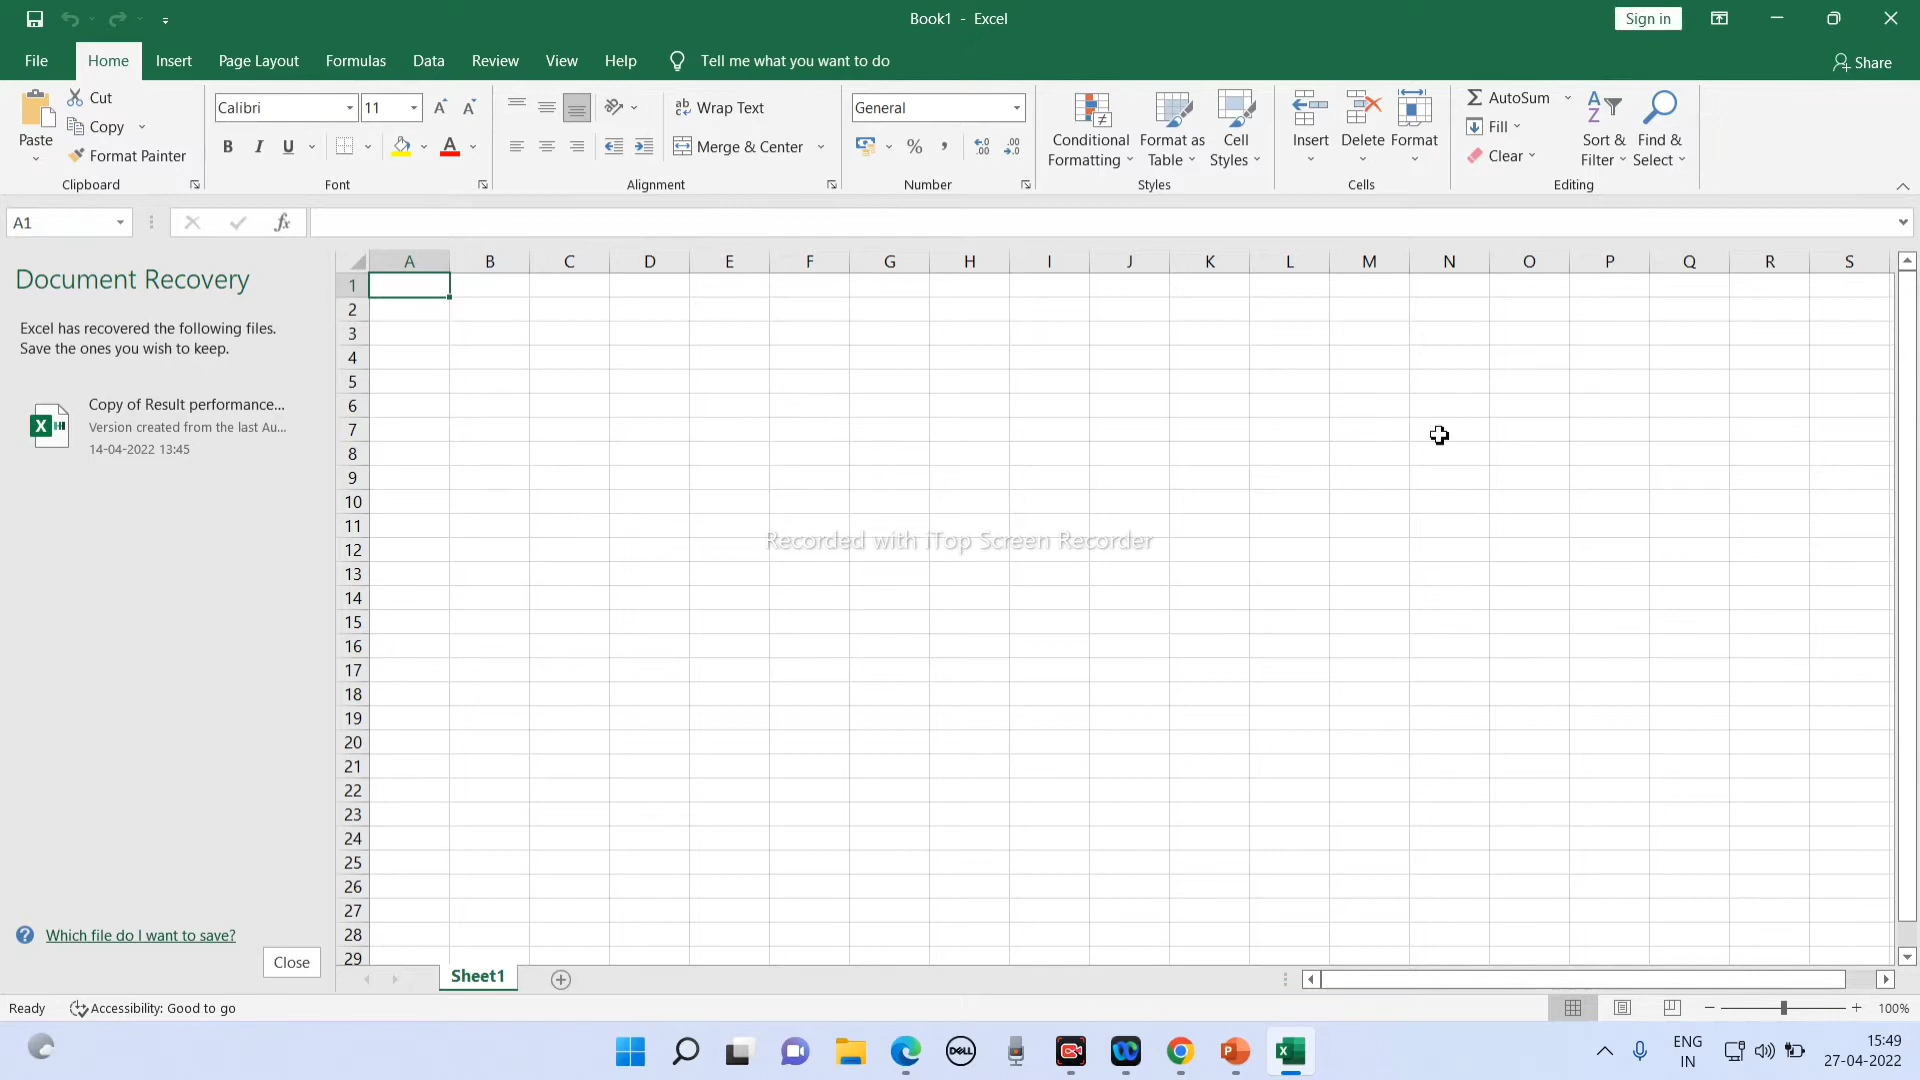 Book1 - Excel
Sign in
File
Home
Insert
Page Layout
Formulas
Data
Review
View
Help
Tell me what you want to do
Share
Paste
Cut
Copy
Format Painter
Clipboard
Calibri
11
B I U
Font
Wrap Text
Merge & Center
Alignment
General
Number
Conditional
Formatting
Format as
Table
Cell
Styles
Styles
Insert
Delete
Format
Cells
AutoSum
Fill
Clear
Sort &
Filter
Find &
Select
Editing
A1
fx
Document Recovery
Excel has recovered the following files.
Save the ones you wish to keep.
Copy of Result performance...
Version created from the last Au...
14-04-2022 13:45
Which file do I want to save?
Close
A B C D E F G H I J K L M N O P Q R S
1
2
3
4
5
6
7
8
9
10
11
12
13
14
15
16
17
18
19
20
21
22
23
24
25
26
27
28
29
Recorded with iTop Screen Recorder
Sheet1
Ready
Accessibility: Good to go
100%
DELL
ENG
IN
15:49
27-04-2022